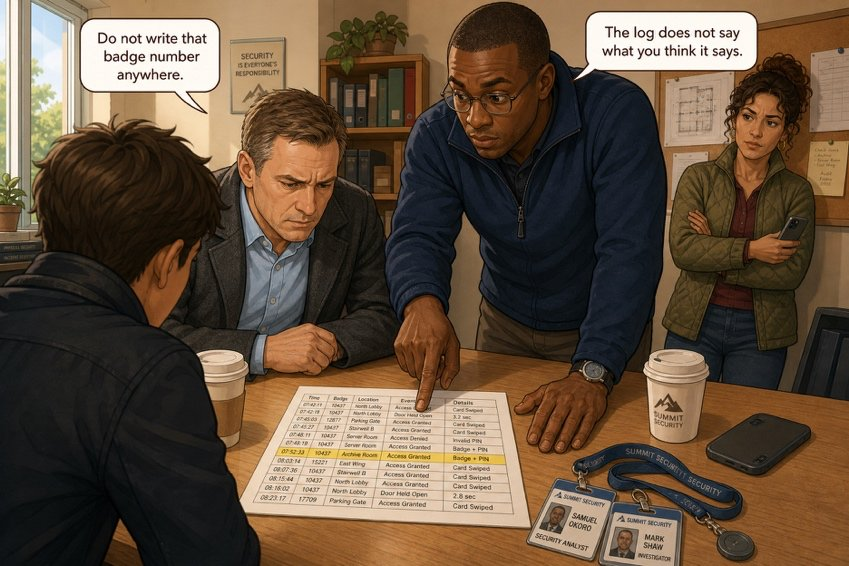 Do not write that
badge number
anywhere.
The log does not say
what you think it says.
SECURITY
IS EVERYONE'S
RESPONSIBILITY
Time Badge Location Event Details
07:42:11 10437 North Lobby Access Card Swiped
07:42:18 10437 North Lobby Door Held Open 3.2 sec
07:45:03 12877 Parking Gate Access Granted Card Swiped
07:45:27 10437 Stairwell B Access Granted Card Swiped
07:48:11 10437 Server Room Access Denied Invalid PIN
07:48:19 10437 Server Room Access Granted Badge + PIN
07:52:33 10437 Archive Room Access Granted Badge + PIN
08:03:14 15221 East Wing Access Granted Card Swiped
08:07:36 10437 Stairwell B Access Granted Card Swiped
08:15:44 10437 North Lobby Access Granted Card Swiped
08:16:02 10437 North Lobby Door Held Open 2.8 sec
08:23:17 17709 Parking Gate Access Granted Card Swiped
SUMMIT
SECURITY
SUMMIT SECURITY SECURITY
SUMMIT SECURITY
SAMUEL
OKORO
SECURITY ANALYST
SUMMIT SECURITY
MARK
SHAW
INVESTIGATOR